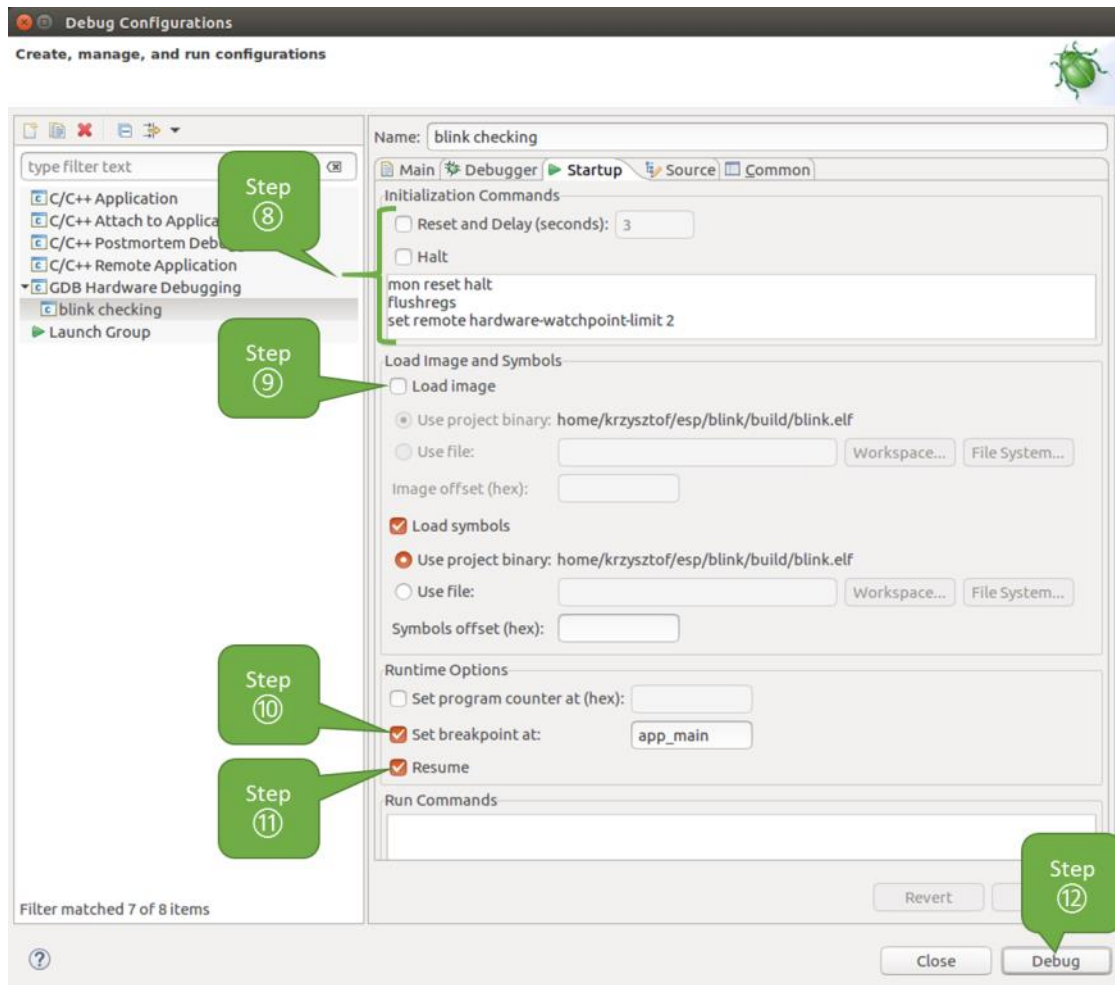 Debug Configurations
Create, manage, and run configurations
type filter text
C/C++ Application
C/C++ Attach to Applica
C/C++ Postmortem Debu
C/C++ Remote Application
GDB Hardware Debugging
blink checking
Launch Group
Filter matched 7 of 8 items
Name: blink checking
Main Debugger Startup Source Common
Initialization Commands
Reset and Delay (seconds): 3
Halt
mon reset halt
flushregs
set remote hardware-watchpoint-limit 2
Step
⑧
Load Image and Symbols
Load image
Step
⑨
Use project binary: home/krzysztof/esp/blink/build/blink.elf
Use file: Workspace... File System...
Image offset (hex):
Load symbols
Use project binary: home/krzysztof/esp/blink/build/blink.elf
Use file: Workspace... File System...
Symbols offset (hex):
Runtime Options
Set program counter at (hex):
Step
⑩
Set breakpoint at: app_main
Resume
Step
⑪
Run Commands
Revert
Step
⑫
Close Debug